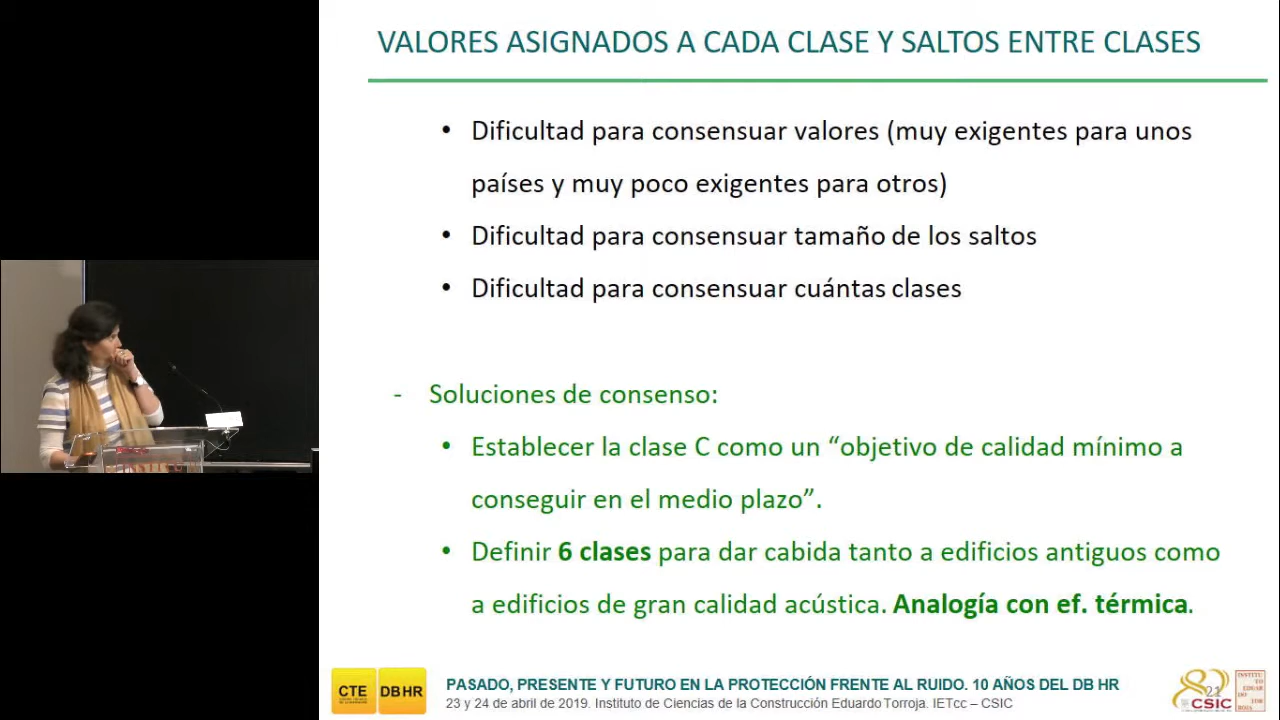 VALORES ASIGNADOS A CADA CLASE Y SALTOS ENTRE CLASES
• Dificultad para consensuar valores (muy exigentes para unos
países y muy poco exigentes para otros)
• Dificultad para consensuar tamaño de los saltos
• Dificultad para consensuar cuántas clases
- Soluciones de consenso:
• Establecer la clase C como un “objetivo de calidad mínimo a
conseguir en el medio plazo”.
• Definir 6 clases para dar cabida tanto a edificios antiguos como
a edificios de gran calidad acústica. Analogía con ef. térmica.
CTE
DB HR
PASADO, PRESENTE Y FUTURO EN LA PROTECCIÓN FRENTE AL RUIDO. 10 AÑOS DEL DB HR
23 y 24 de abril de 2019. Instituto de Ciencias de la Construcción Eduardo Torroja. IETcc – CSIC
21
CSIC